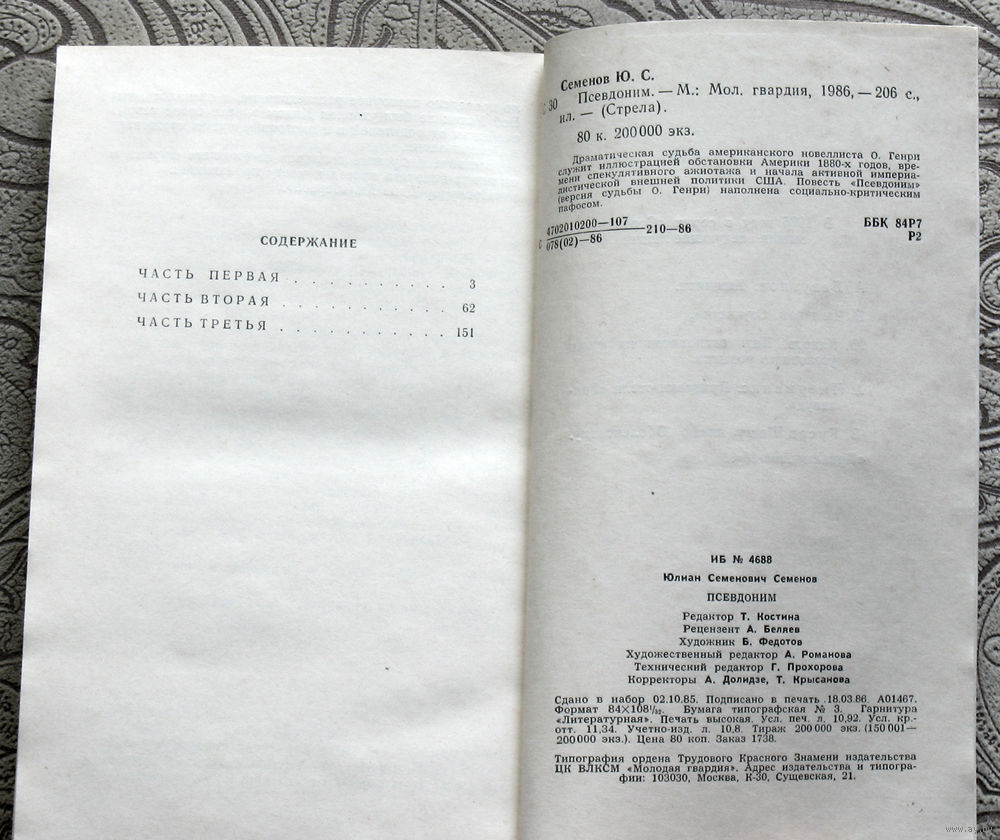 СОДЕРЖАНИЕ
ЧАСТЬ ПЕРВАЯ . . . . . . . . . . 3
ЧАСТЬ ВТОРАЯ . . . . . . . . . . 62
ЧАСТЬ ТРЕТЬЯ . . . . . . . . . . 151
Семенов Ю. С.
С 30 Псевдоним. — М.: Мол. гвардия, 1986, — 206 с.,
ил. — (Стрела).
80 к. 200 000 экз.
Драматическая судьба американского новеллиста О. Генри
служит иллюстрацией обстановки Америки 1880-х годов, вре-
мени спекулятивного ажиотажа и начала активной империа-
листической внешней политики США. Повесть «Псевдоним»
(версия судьбы О. Генри) наполнена социально-критическим
пафосом.
С 4702010200—107
078(02)—86 —210—86
ББК 84Р7
Р2
ИБ № 4688
Юлиан Семенович Семенов
ПСЕВДОНИМ
Редактор Т. Костина
Рецензент А. Беляев
Художник Б. Федотов
Художественный редактор А. Романова
Технический редактор Г. Прохорова
Корректоры А. Долидзе, Т. Крысанова
Сдано в набор 02.10.85. Подписано в печать 18.03.86. А01467.
Формат 84×108¹/₃₂. Бумага типографская № 3. Гарнитура
«Литературная». Печать высокая. Усл. печ. л. 10,92. Усл. кр.-
отт. 11,34. Учетно-изд. л. 10,8. Тираж 200 000 экз. (150 001—
200 000 экз.). Цена 80 коп. Заказ 1738.
Типография ордена Трудового Красного Знамени издательства
ЦК ВЛКСМ «Молодая гвардия». Адрес издательства и типогра-
фии: 103030, Москва, К-30, Сущевская, 21.